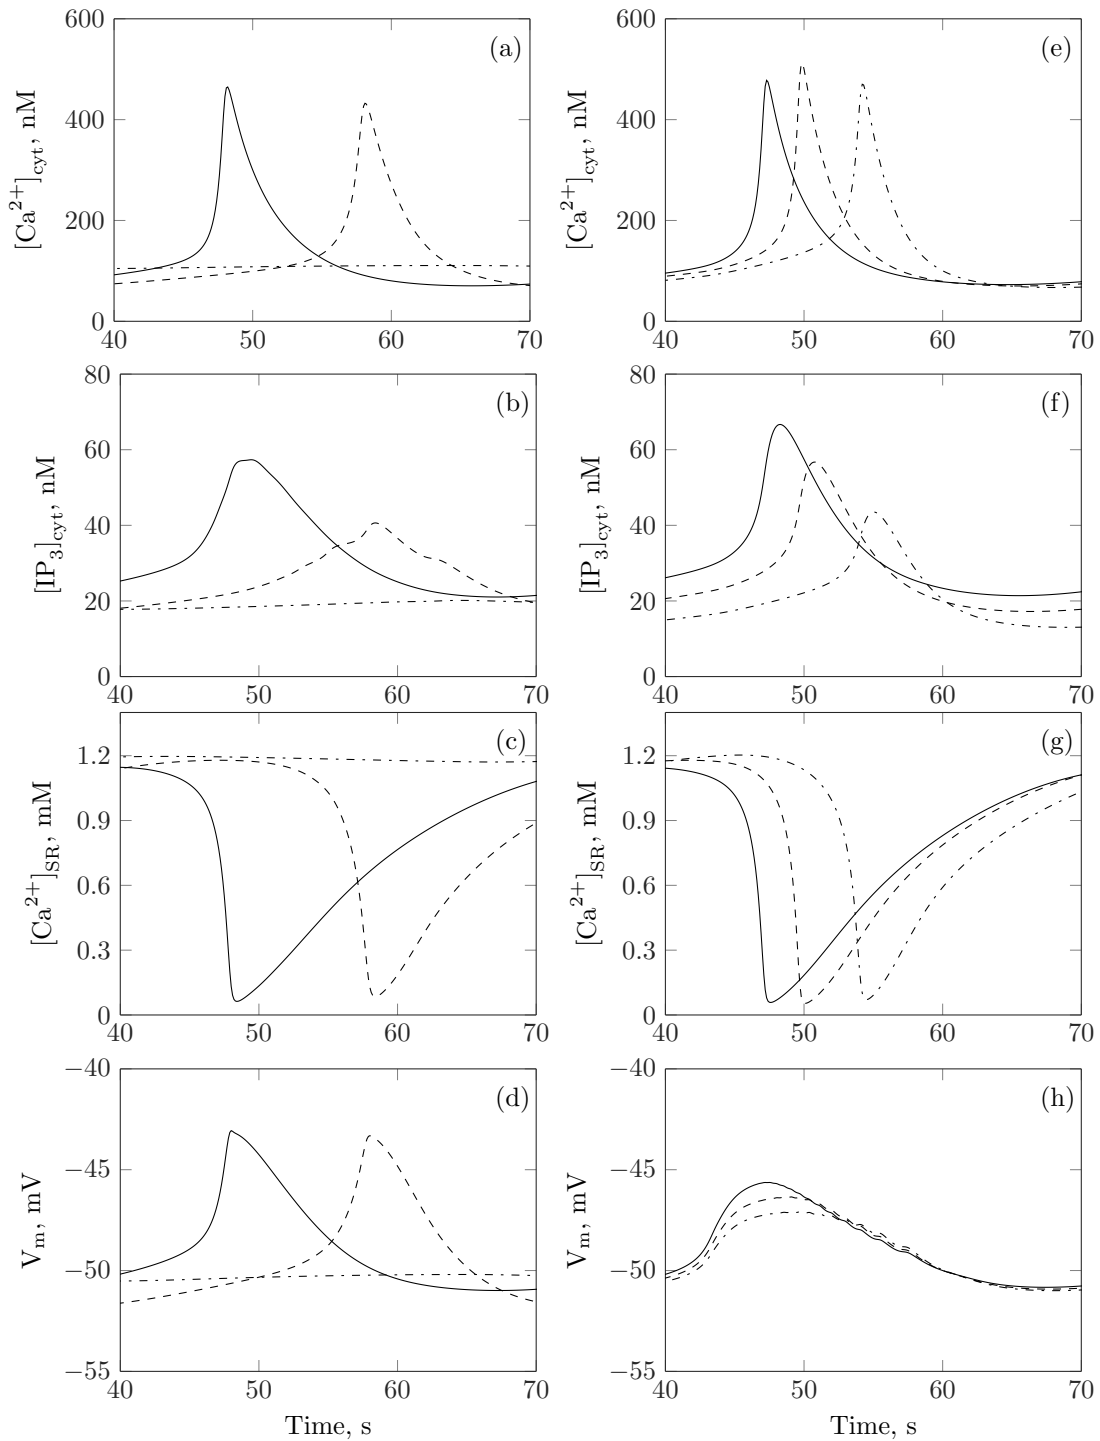 600
400
200
0
40 50 60 70
[Ca²⁺]cyt, nM
(a)
600
400
200
0
40 50 60 70
[Ca²⁺]cyt, nM
(e)
80
60
40
20
0
40 50 60 70
[IP₃]cyt, nM
(b)
80
60
40
20
0
40 50 60 70
[IP₃]cyt, nM
(f)
1.2
0.9
0.6
0.3
0
40 50 60 70
[Ca²⁺]SR, mM
(c)
1.2
0.9
0.6
0.3
0
40 50 60 70
[Ca²⁺]SR, mM
(g)
−40
−45
−50
−55
40 50 60 70
Vm, mV
(d)
Time, s
−40
−45
−50
−55
40 50 60 70
Vm, mV
(h)
Time, s